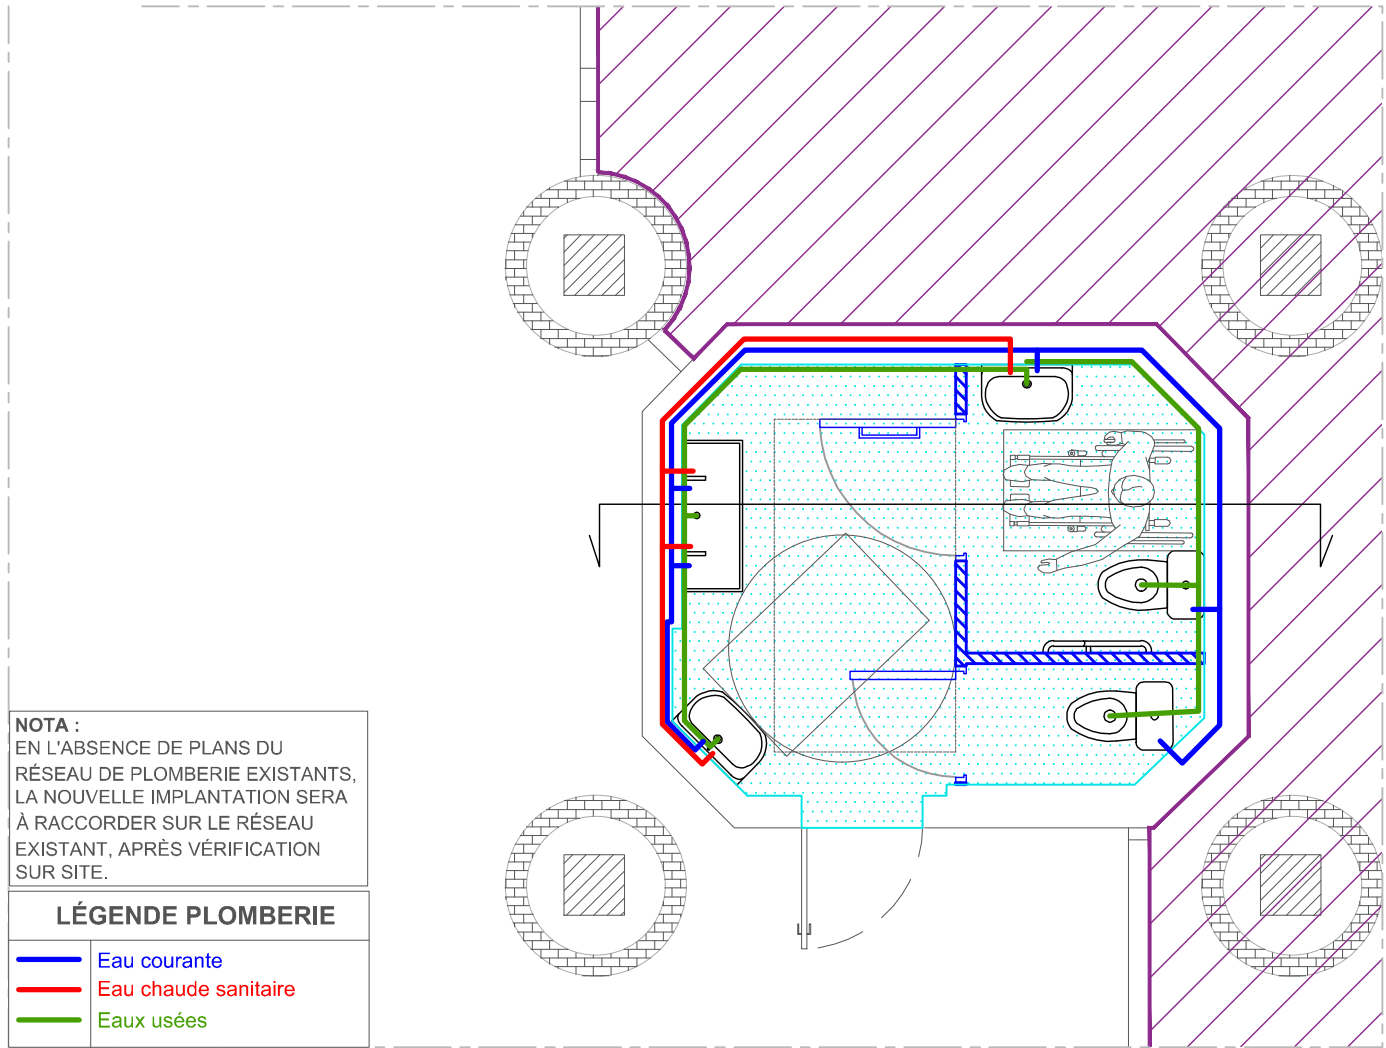 NOTA :
EN L'ABSENCE DE PLANS DU
RÉSEAU DE PLOMBERIE EXISTANTS,
LA NOUVELLE IMPLANTATION SERA
À RACCORDER SUR LE RÉSEAU
EXISTANT, APRÈS VÉRIFICATION
SUR SITE.
LÉGENDE PLOMBERIE
Eau courante
Eau chaude sanitaire
Eaux usées